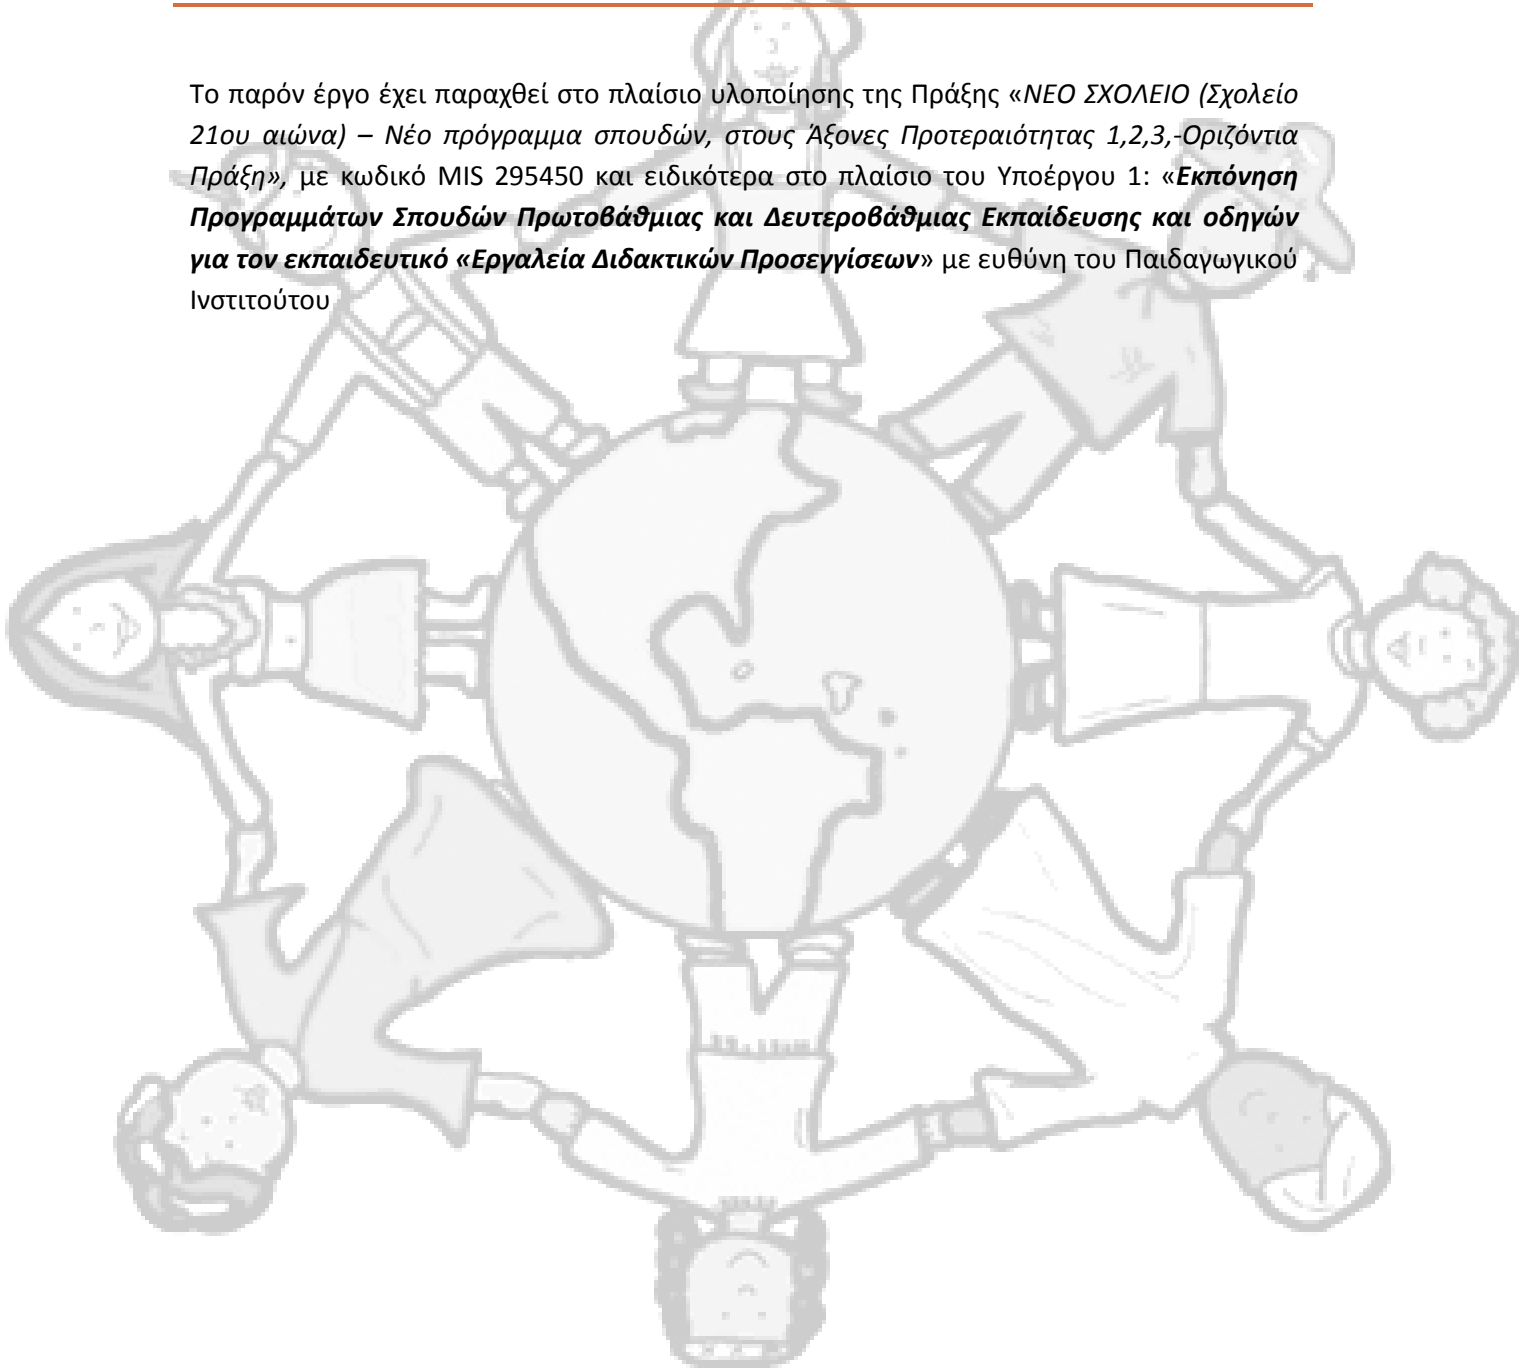 Το παρόν έργο έχει παραχθεί στο πλαίσιο υλοποίησης της Πράξης «ΝΕΟ ΣΧΟΛΕΙΟ (Σχολείο
21ου αιώνα) – Νέο πρόγραμμα σπουδών, στους Άξονες Προτεραιότητας 1,2,3,-Οριζόντια
Πράξη», με κωδικό MIS 295450 και ειδικότερα στο πλαίσιο του Υποέργου 1: «Εκπόνηση
Προγραμμάτων Σπουδών Πρωτοβάθμιας και Δευτεροβάθμιας Εκπαίδευσης και οδηγών
για τον εκπαιδευτικό «Εργαλεία Διδακτικών Προσεγγίσεων» με ευθύνη του Παιδαγωγικού
Ινστιτούτου